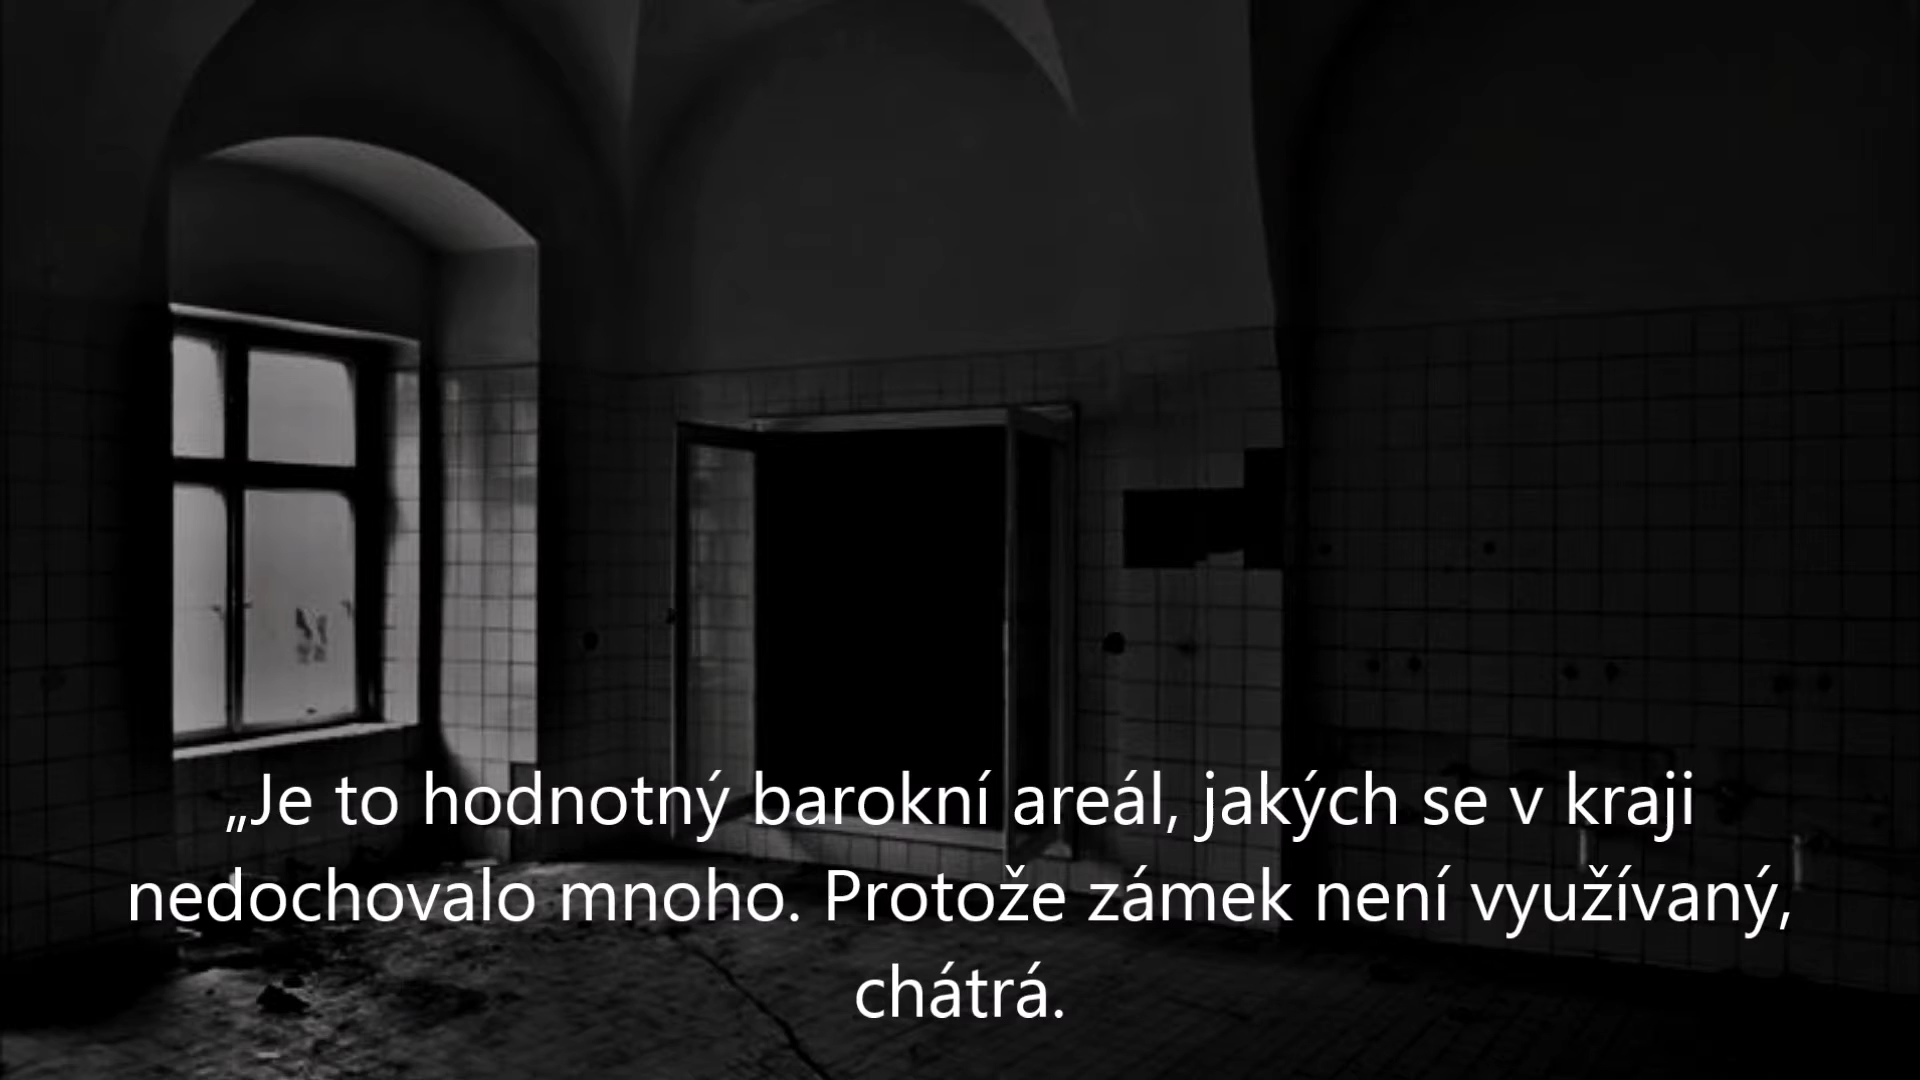 „Je to hodnotný barokní areál, jakých se v kraji
nedochovalo mnoho. Protože zámek není využívaný,
chátrá.